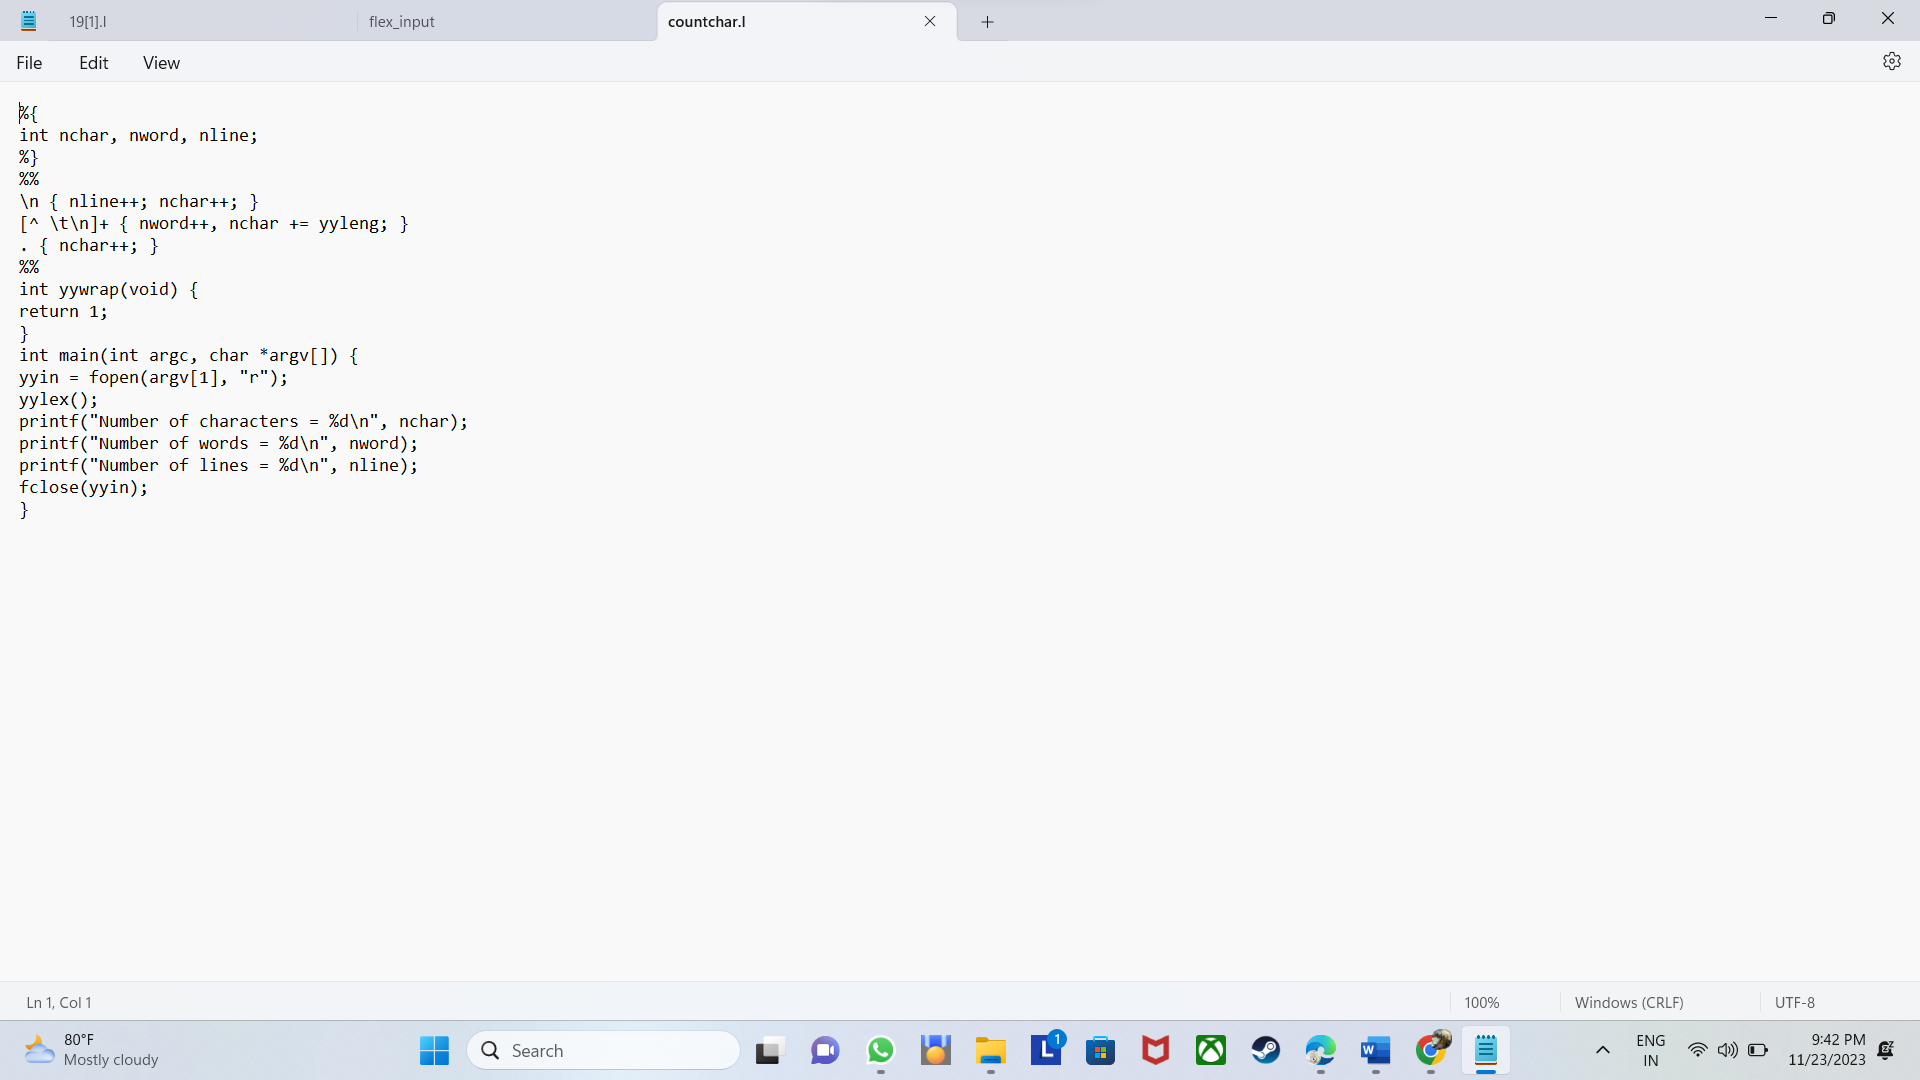 19[1].l
flex_input
countchar.l
File Edit View
%{
int nchar, nword, nline;
%}
%%
\n { nline++; nchar++; }
[^ \t\n]+ { nword++, nchar += yyleng; }
. { nchar++; }
%%
int yywrap(void) {
return 1;
}
int main(int argc, char *argv[]) {
yyin = fopen(argv[1], "r");
yylex();
printf("Number of characters = %d\n", nchar);
printf("Number of words = %d\n", nword);
printf("Number of lines = %d\n", nline);
fclose(yyin);
}
Ln 1, Col 1
100%
Windows (CRLF)
UTF-8
80°F
Mostly cloudy
Search
L
1
W
ENG
IN
9:42 PM
11/23/2023